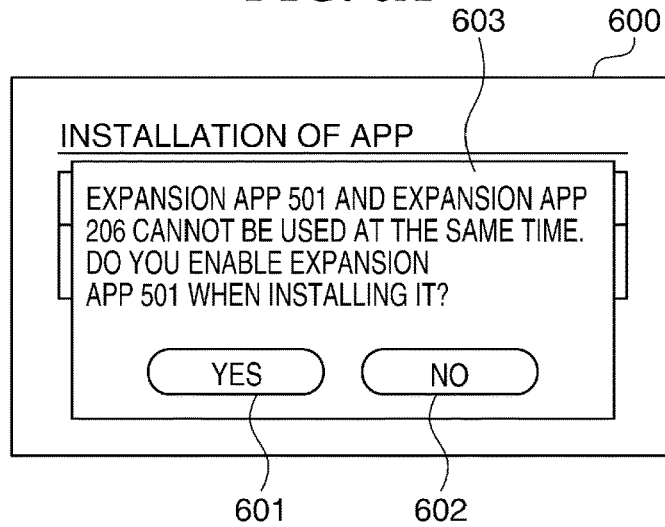 603
600
INSTALLATION OF APP
EXPANSION APP 501 AND EXPANSION APP
206 CANNOT BE USED AT THE SAME TIME.
DO YOU ENABLE EXPANSION
APP 501 WHEN INSTALLING IT?
YES
NO
601
602